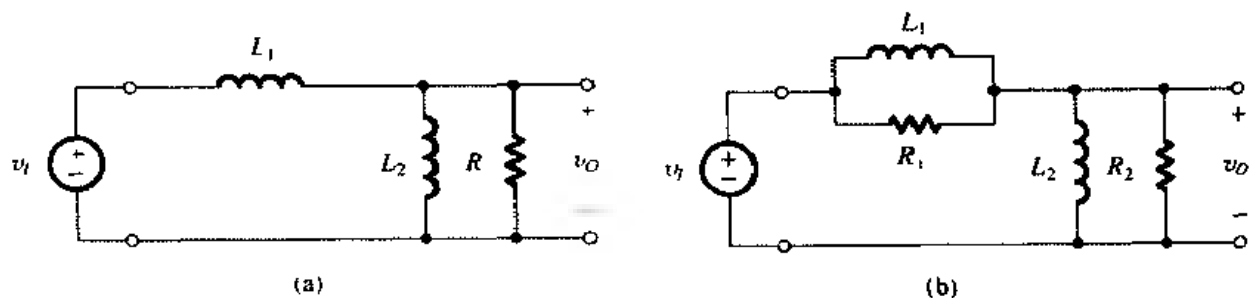 L₁
+
−
vI
L₂
R
+
vO
(a)
L₁
R₁
+
−
vI
L₂
R₂
+
vO
−
(b)